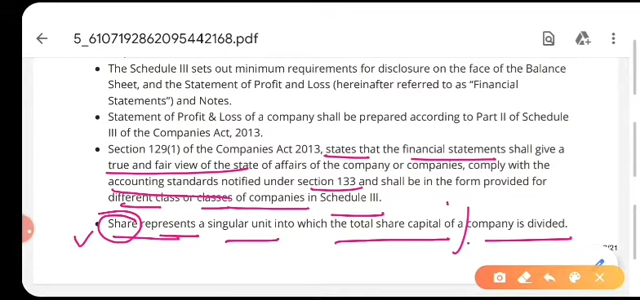 5_6107192862095442168.pdf
• The Schedule III sets out minimum requirements for disclosure on the face of the Balance
Sheet, and the Statement of Profit and Loss (hereinafter referred to as “Financial
Statements”) and Notes.
• Statement of Profit & Loss of a company shall be prepared according to Part II of Schedule
III of the Companies Act, 2013.
• Section 129(1) of the Companies Act 2013, states that the financial statements shall give a
true and fair view of the state of affairs of the company or companies, comply with the
accounting standards notified under section 133 and shall be in the form provided for
different class or classes of companies in Schedule III.
• Share represents a singular unit into which the total share capital of a company is divided.
/21